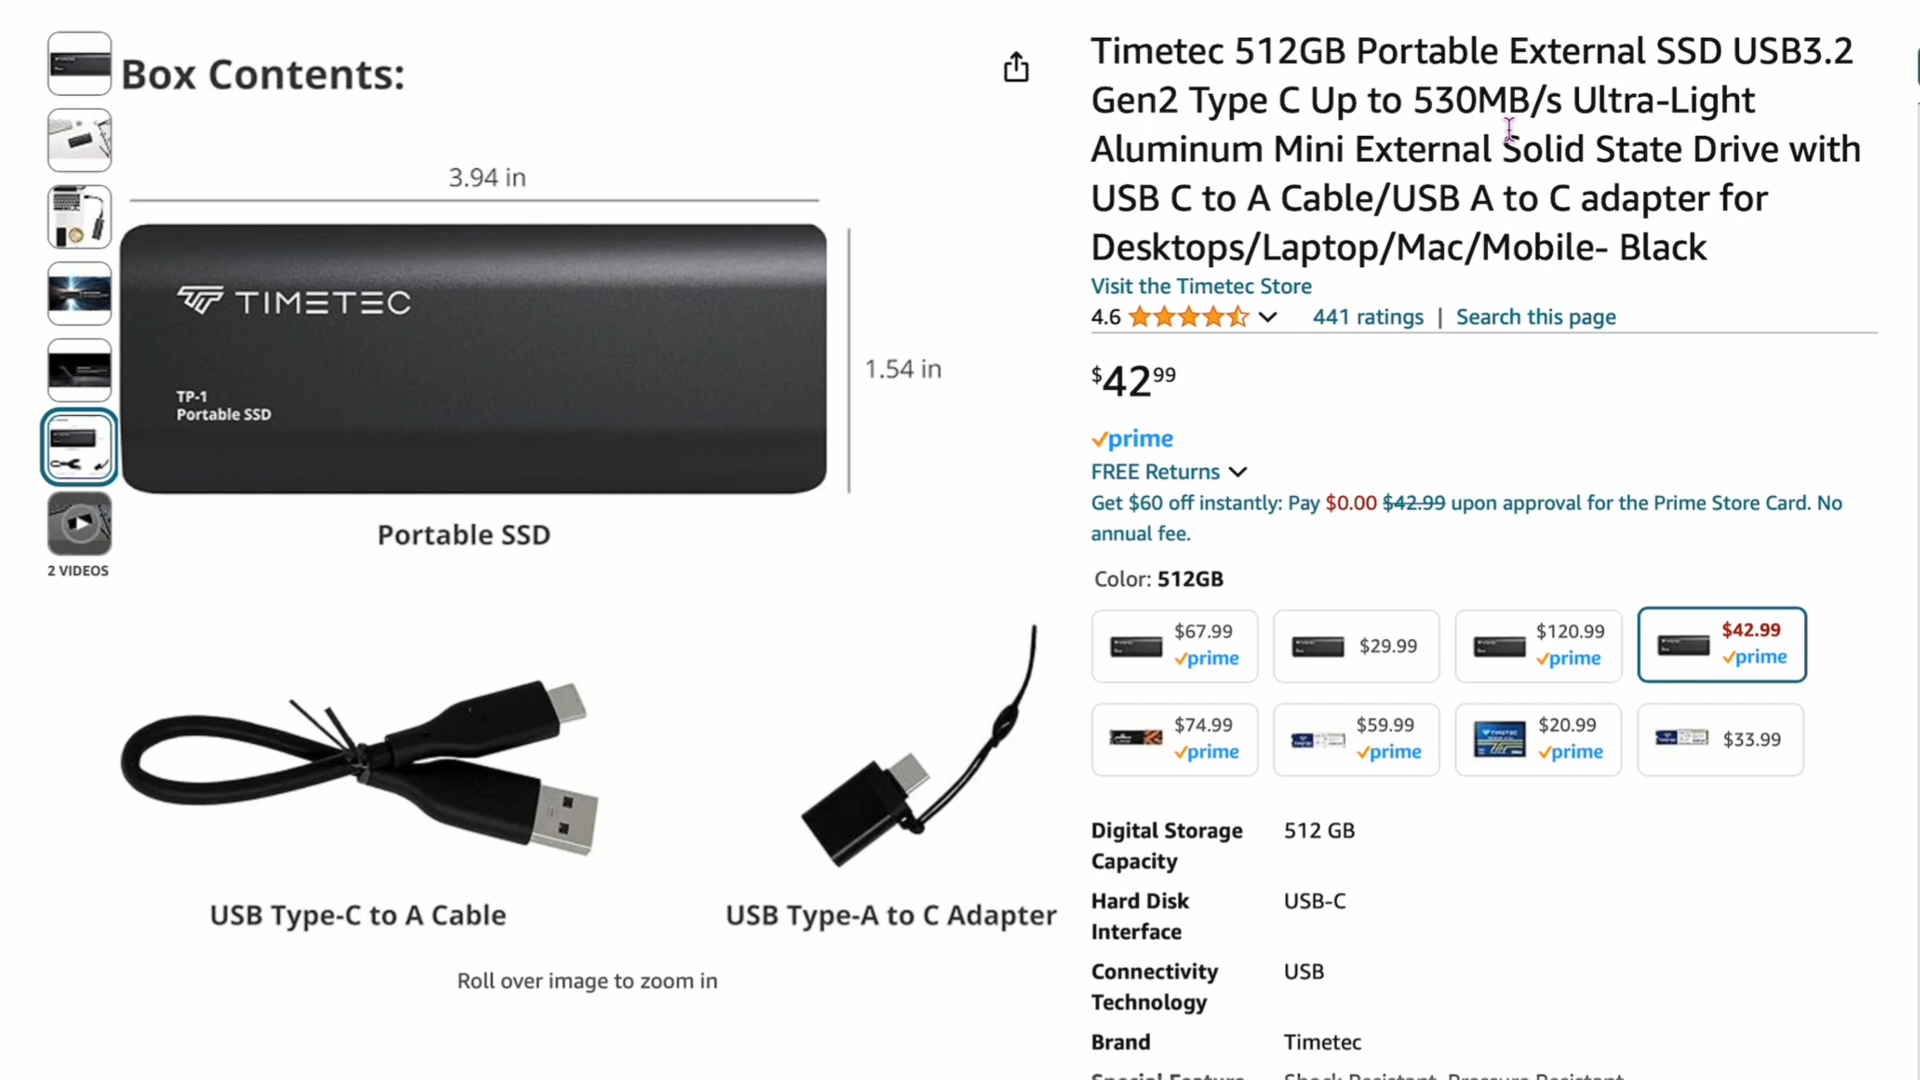 Box Contents:
3.94 in
TIMETEC
TP-1
Portable SSD
1.54 in
Portable SSD
2 VIDEOS
USB Type-C to A Cable
USB Type-A to C Adapter
Roll over image to zoom in
Timetec 512GB Portable External SSD USB3.2
Gen2 Type C Up to 530MB/s Ultra-Light
Aluminum Mini External Solid State Drive with
USB C to A Cable/USB A to C adapter for
Desktops/Laptop/Mac/Mobile- Black
Visit the Timetec Store
4.6 441 ratings | Search this page
$42.99
prime
FREE Returns
Get $60 off instantly: Pay $0.00 $42.99 upon approval for the Prime Store Card. No
annual fee.
Color: 512GB
$67.99 prime
$29.99
$120.99 prime
$42.99 prime
$74.99 prime
$59.99 prime
$20.99 prime
$33.99
Digital Storage Capacity 512 GB
Hard Disk Interface USB-C
Connectivity Technology USB
Brand Timetec
Special Feature Shock Resistant, Pressure Resistant